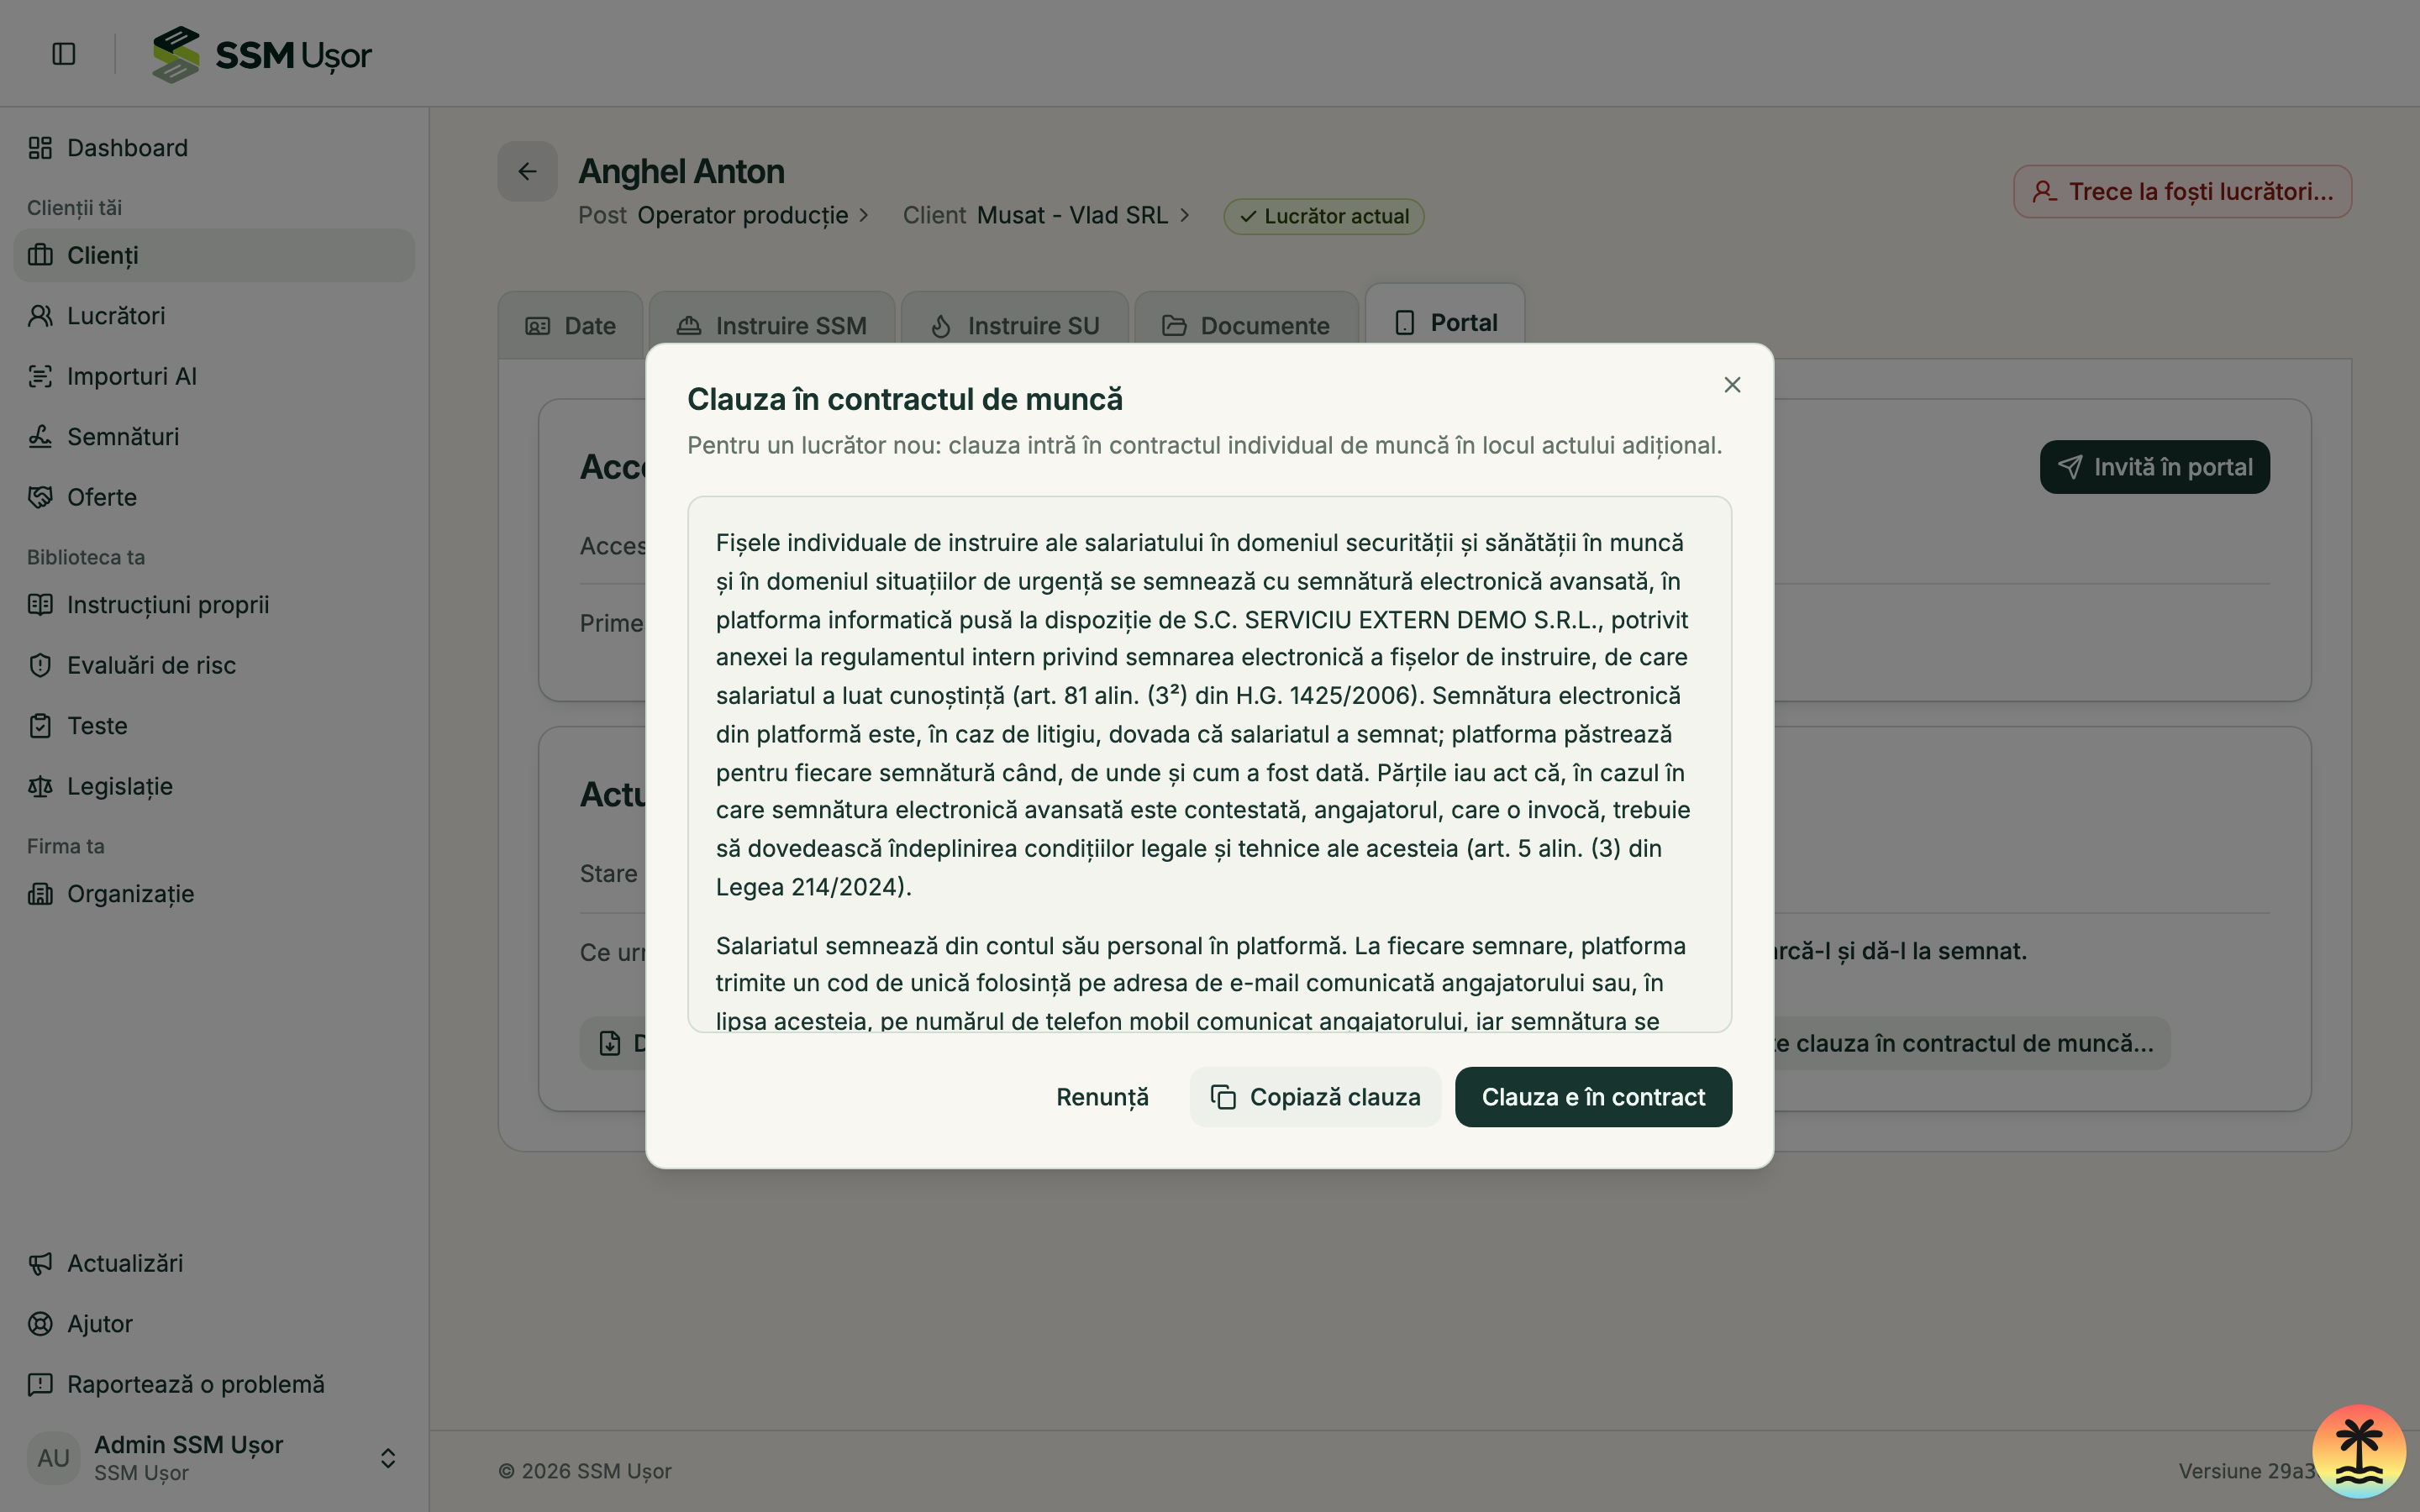 SSM Ușor
Dashboard
Clienții tăi
Clienți
Lucrători
Importuri AI
Semnături
Oferte
Biblioteca ta
Instrucțiuni proprii
Evaluări de risc
Teste
Legislație
Firma ta
Organizație
Actualizări
Ajutor
Raportează o problemă
AU
Admin SSM Ușor
SSM Ușor
Anghel Anton
Post Operator producție
Client Musat - Vlad SRL
Lucrător actual
Trece la foști lucrători...
Date
Instruire SSM
Instruire SU
Documente
Portal
Invită în portal
Stare
rcă-l și dă-l la semnat.
clauza în contractul de muncă...
Clauza în contractul de muncă
Pentru un lucrător nou: clauza intră în contractul individual de muncă în locul actului adițional.
Fișele individuale de instruire ale salariatului în domeniul securității și sănătății în muncă
și în domeniul situațiilor de urgență se semnează cu semnătură electronică avansată, în
platforma informatică pusă la dispoziție de S.C. SERVICIU EXTERN DEMO S.R.L., potrivit
anexei la regulamentul intern privind semnarea electronică a fișelor de instruire, de care
salariatul a luat cunoștință (art. 81 alin. (3²) din H.G. 1425/2006). Semnătura electronică
din platformă este, în caz de litigiu, dovada că salariatul a semnat; platforma păstrează
pentru fiecare semnătură când, de unde și cum a fost dată. Părțile iau act că, în cazul în
care semnătura electronică avansată este contestată, angajatorul, care o invocă, trebuie
să dovedească îndeplinirea condițiilor legale și tehnice ale acesteia (art. 5 alin. (3) din
Legea 214/2024).
Salariatul semnează din contul său personal în platformă. La fiecare semnare, platforma
trimite un cod de unică folosință pe adresa de e-mail comunicată angajatorului sau, în
lipsa acesteia, pe numărul de telefon mobil comunicat angajatorului, iar semnătura se
Renunță
Copiază clauza
Clauza e în contract
© 2026 SSM Ușor
Versiune 29a3